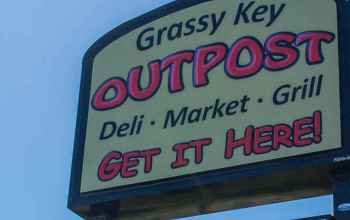 Grassy Key
OUTPOST
Deli · Market · Grill
GET IT HERE!